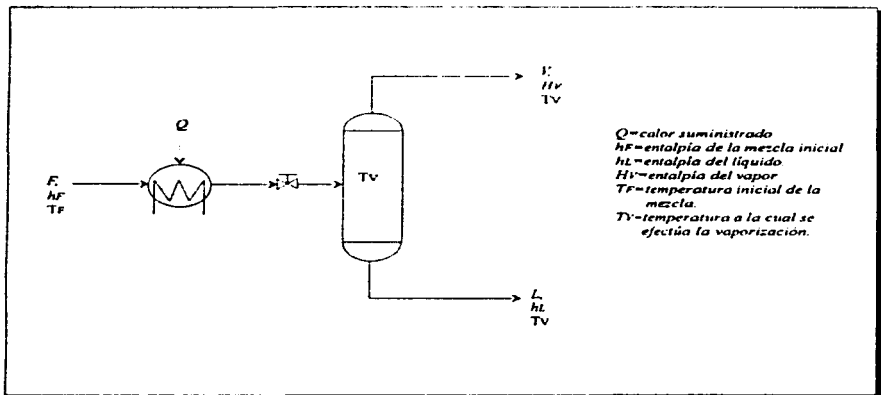 Q
F,
hF
TF
Tv
V,
Hv
Tv
L,
hL
Tv
Q=calor suministrado
hF=entalpía de la mezcla inicial
hL=entalpía del líquido
Hv=entalpía del vapor
TF=temperatura inicial de la
mezcla.
Tv=temperatura a la cual se
efectúa la vaporización.